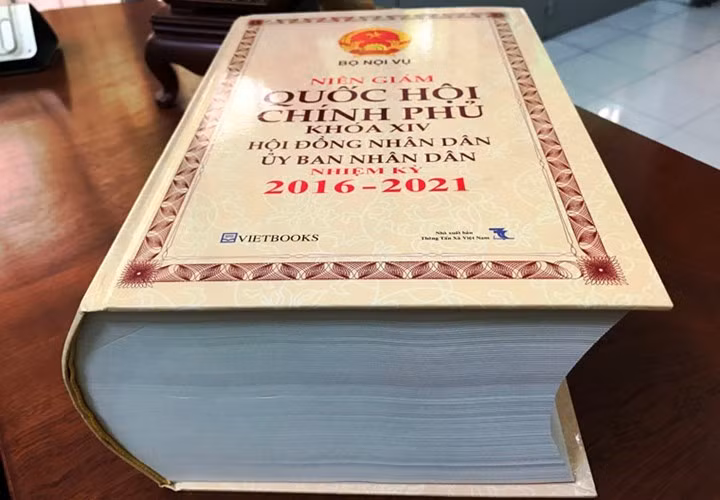 BỘ NỘI VỤ
NIÊN GIÁM
QUỐC HỘI
CHÍNH PHỦ
KHÓA XIV
HỘI ĐỒNG NHÂN DÂN
ỦY BAN NHÂN DÂN
NHIỆM KỲ
2016-2021
VIETBOOKS
Nhà xuất bản
Thông Tấn Xã Việt Nam